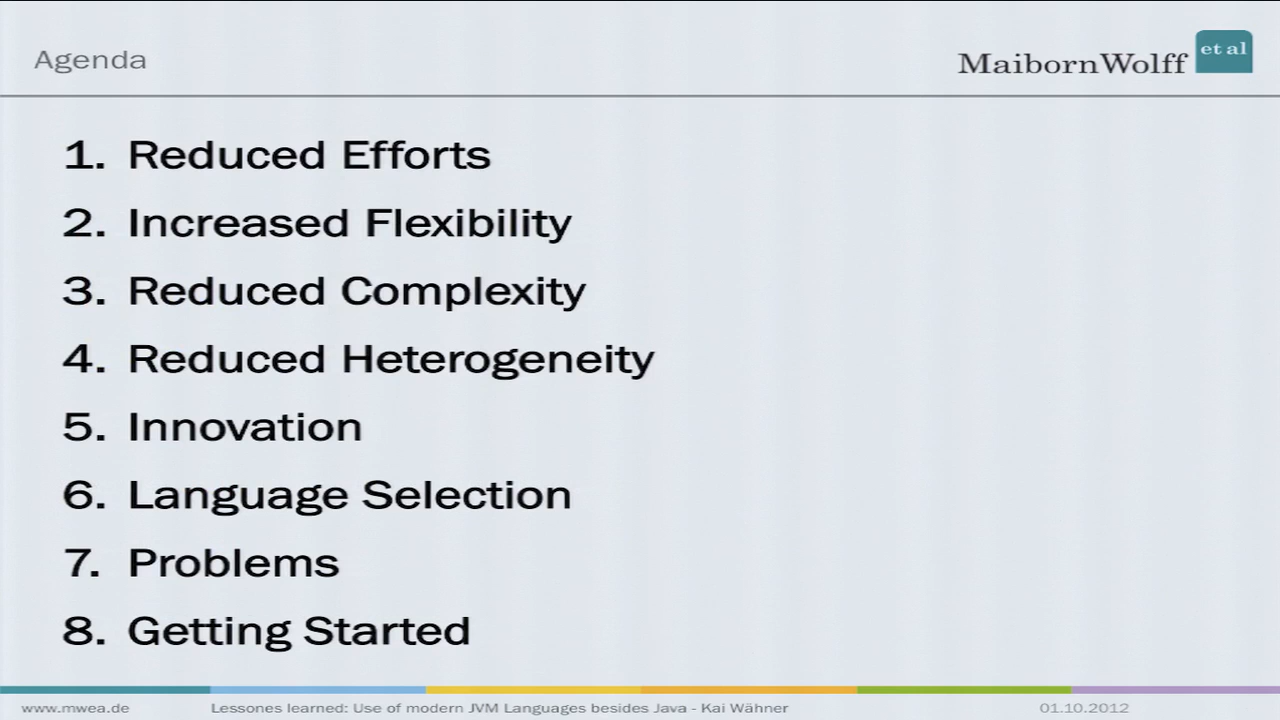 Agenda
MaibornWolff et al
1. Reduced Efforts
2. Increased Flexibility
3. Reduced Complexity
4. Reduced Heterogeneity
5. Innovation
6. Language Selection
7. Problems
8. Getting Started
www.mwea.de Lessones learned: Use of modern JVM Languages besides Java - Kai Wähner 01.10.2012